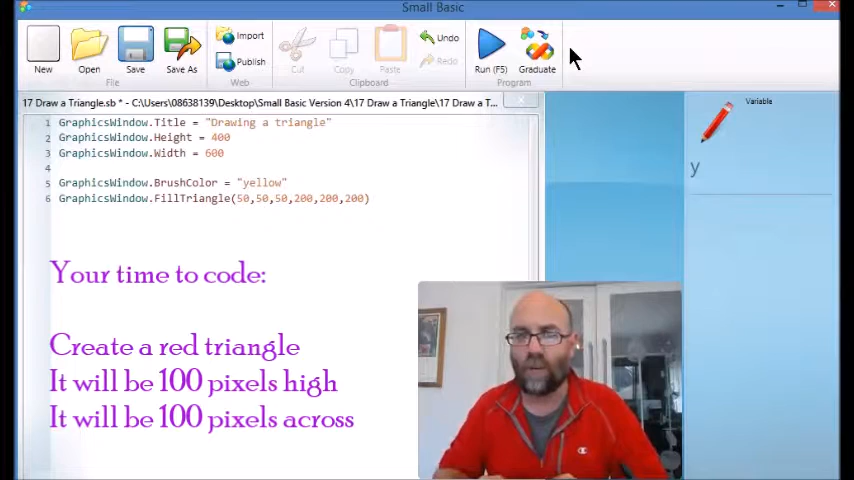 Small Basic
New
Open
Save
Save As
Import
Publish
Cut
Copy
Paste
Undo
Redo
Run (F5)
Graduate
File
Web
Clipboard
Program
17 Draw a Triangle.sb * - C:\Users\08638139\Desktop\Small Basic Version 4\17 Draw a Triangle\17 Draw a T...
1 GraphicsWindow.Title = "Drawing a triangle"
2 GraphicsWindow.Height = 400
3 GraphicsWindow.Width = 600
4
5 GraphicsWindow.BrushColor = "yellow"
6 GraphicsWindow.FillTriangle(50,50,50,200,200,200)
Variable
y
Your time to code:
Create a red triangle
It will be 100 pixels high
It will be 100 pixels across